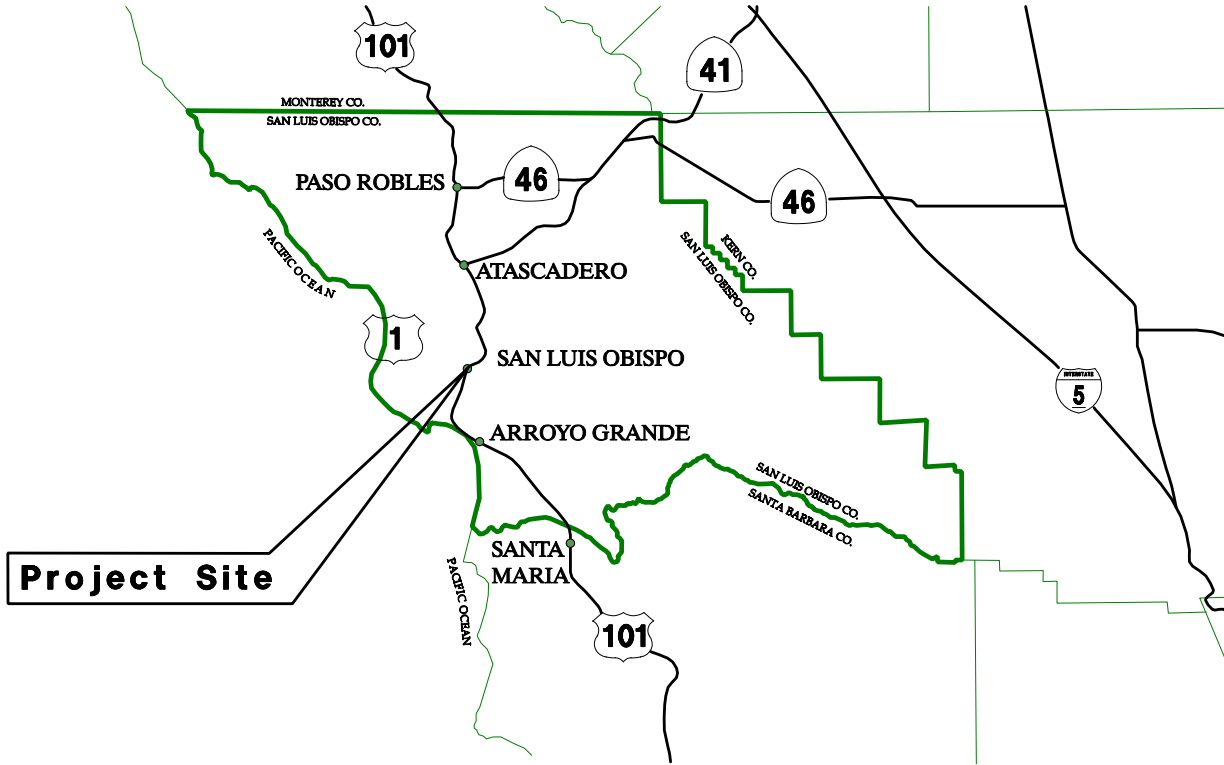 101
41
MONTEREY CO.
SAN LUIS OBISPO CO.
PASO ROBLES
46
46
PACIFIC OCEAN
KERN CO.
SAN LUIS OBISPO CO.
ATASCADERO
1
SAN LUIS OBISPO
INTERSTATE
5
ARROYO GRANDE
SAN LUIS OBISPO CO.
SANTA BARBARA CO.
SANTA
MARIA
Project Site
PACIFIC OCEAN
101